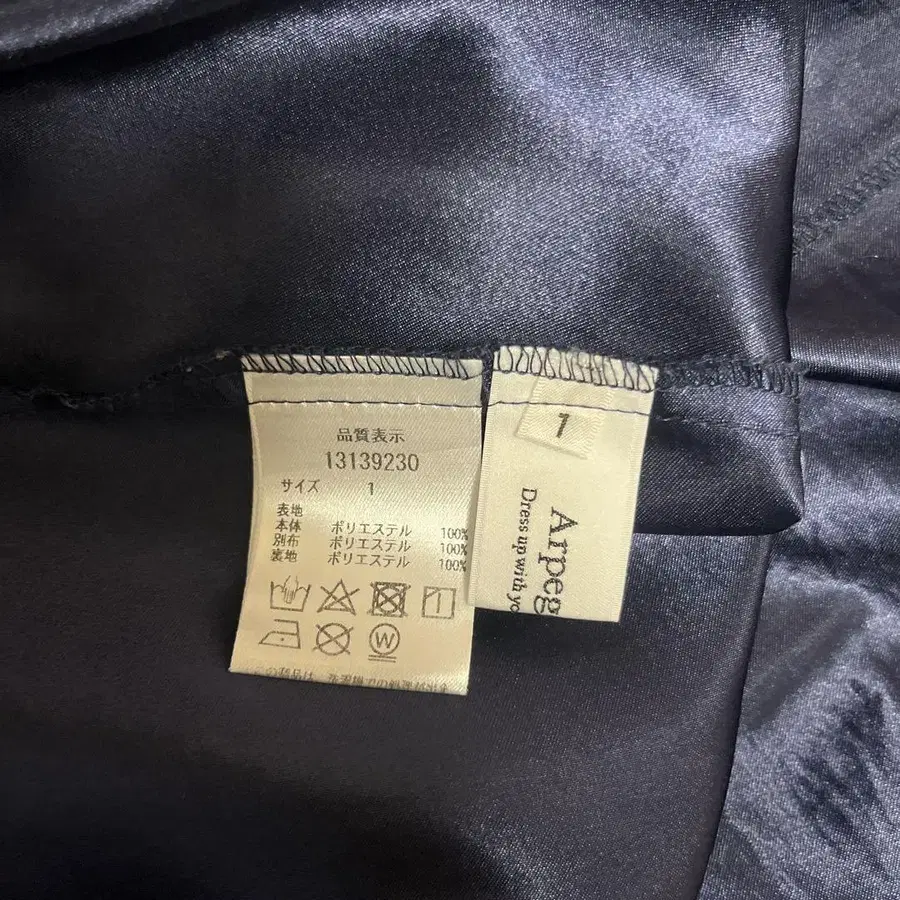 品質表示
13139230
サイズ 1
表地
本体 ポリエステル 100%
別布 ポリエステル 100%
裏地 ポリエステル 100%
W
1
Arpeg
Dress up with yo